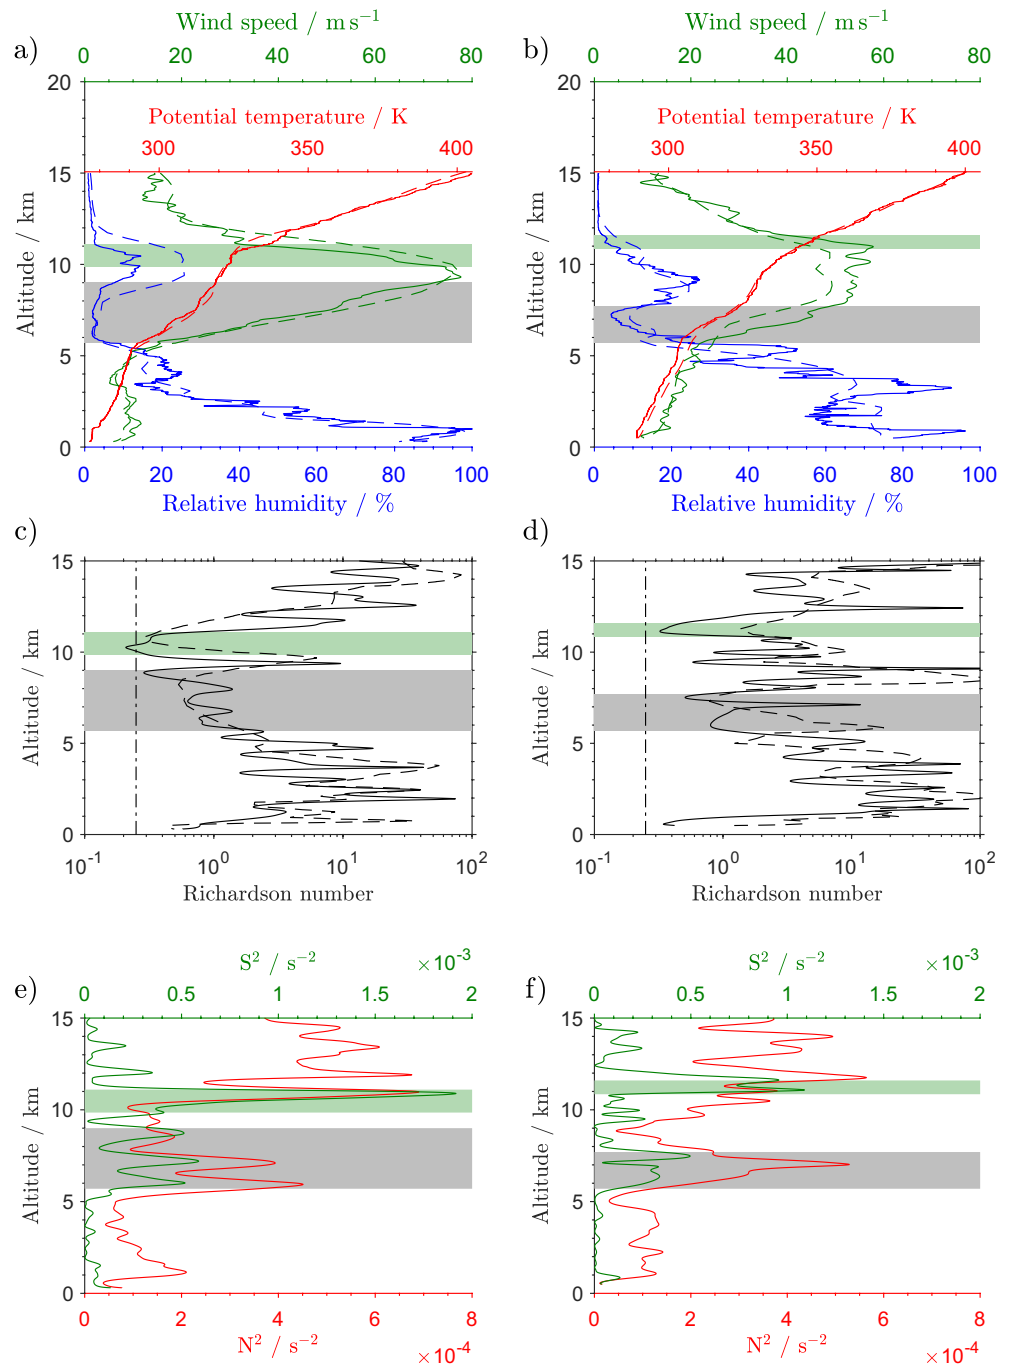 Wind speed / m s⁻¹ Wind speed / m s⁻¹
a) 0 20 40 60 80 b) 0 20 40 60 80
20 20
Potential temperature / K Potential temperature / K
300 350 400 300 350 400
15 15
Altitude / km Altitude / km
10 10
5 5
0 0
0 20 40 60 80 100 0 20 40 60 80 100
Relative humidity / % Relative humidity / %
c) d)
15 15
Altitude / km Altitude / km
10 10
5 5
0 0
10⁻¹ 10⁰ 10¹ 10² 10⁻¹ 10⁰ 10¹ 10²
Richardson number Richardson number
S² / s⁻² ×10⁻³ S² / s⁻² ×10⁻³
e) 0 0.5 1 1.5 2 f) 0 0.5 1 1.5 2
15 15
Altitude / km Altitude / km
10 10
5 5
0 0
0 2 4 6 8 0 2 4 6 8
N² / s⁻² ×10⁻⁴ N² / s⁻² ×10⁻⁴